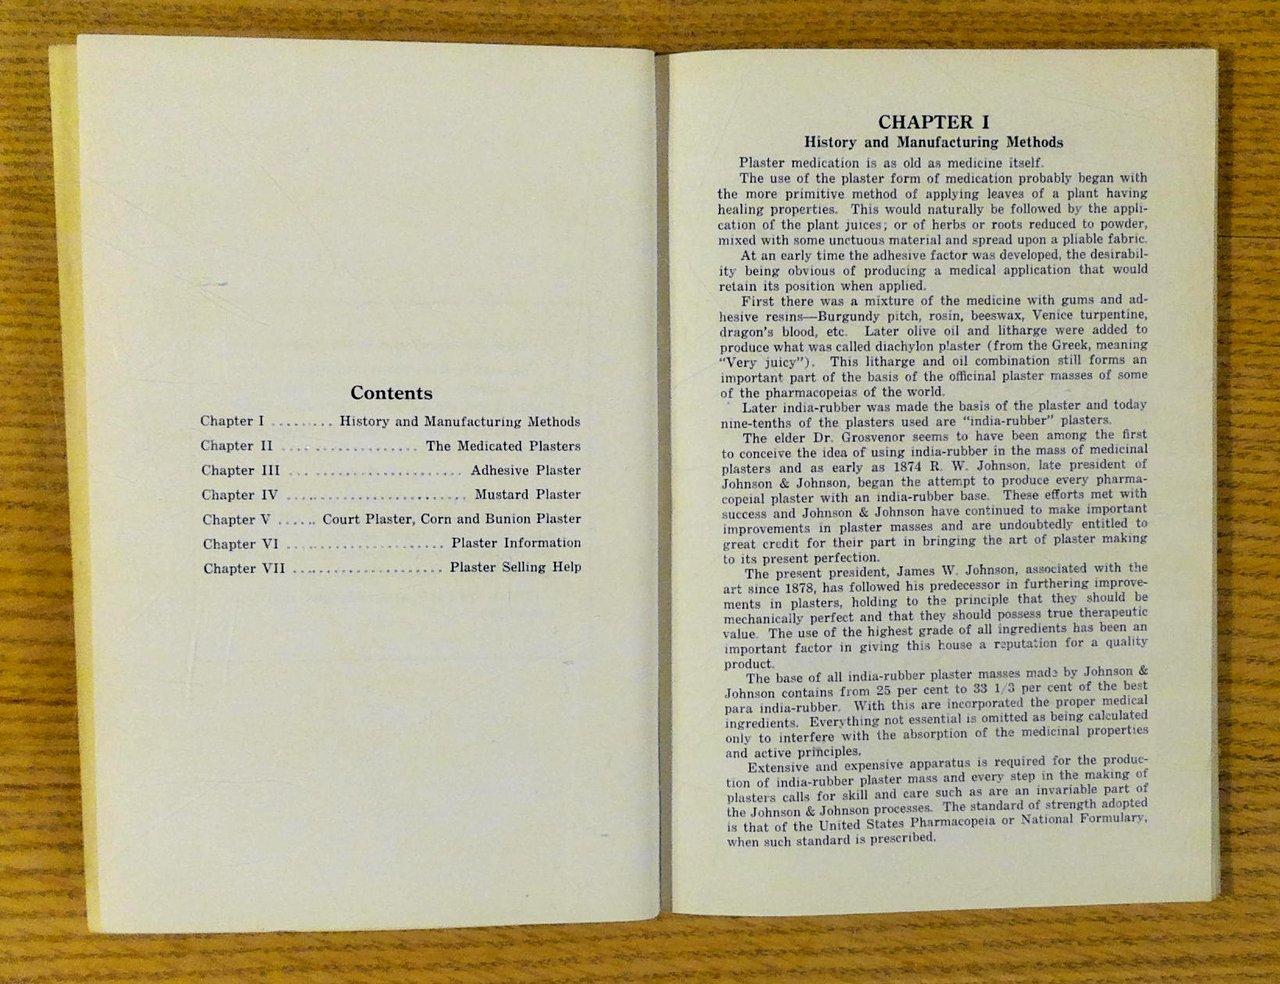 Contents
Chapter I ......... History and Manufacturing Methods
Chapter II .................... The Medicated Plasters
Chapter III ......................... Adhesive Plaster
Chapter IV .......................... Mustard Plaster
Chapter V ...... Court Plaster, Corn and Bunion Plaster
Chapter VI ...................... Plaster Information
Chapter VII ..................... Plaster Selling Help
CHAPTER I
History and Manufacturing Methods
Plaster medication is as old as medicine itself.
The use of the plaster form of medication probably began with
the more primitive method of applying leaves of a plant having
healing properties. This would naturally be followed by the appli-
cation of the plant juices; or of herbs or roots reduced to powder,
mixed with some unctuous material and spread upon a pliable fabric.
At an early time the adhesive factor was developed, the desirabil-
ity being obvious of producing a medical application that would
retain its position when applied.
First there was a mixture of the medicine with gums and ad-
hesive resins—Burgundy pitch, rosin, beeswax, Venice turpentine,
dragon's blood, etc. Later olive oil and litharge were added to
produce what was called diachylon plaster (from the Greek, meaning
"Very juicy"). This litharge and oil combination still forms an
important part of the basis of the officinal plaster masses of some
of the pharmacopeias of the world.
Later india-rubber was made the basis of the plaster and today
nine-tenths of the plasters used are "india-rubber" plasters.
The elder Dr. Grosvenor seems to have been among the first
to conceive the idea of using india-rubber in the mass of medicinal
plasters and as early as 1874 R. W. Johnson, late president of
Johnson & Johnson, began the attempt to produce every pharma-
copeial plaster with an india-rubber base. These efforts met with
success and Johnson & Johnson have continued to make important
improvements in plaster masses and are undoubtedly entitled to
great credit for their part in bringing the art of plaster making
to its present perfection.
The present president, James W. Johnson, associated with the
art since 1878, has followed his predecessor in furthering improve-
ments in plasters, holding to the principle that they should be
mechanically perfect and that they should possess true therapeutic
value. The use of the highest grade of all ingredients has been an
important factor in giving this house a reputation for a quality
product.
The base of all india-rubber plaster masses made by Johnson &
Johnson contains from 25 per cent to 33 1/3 per cent of the best
para india-rubber. With this are incorporated the proper medical
ingredients. Everything not essential is omitted as being calculated
only to interfere with the absorption of the medicinal properties
and active principles.
Extensive and expensive apparatus is required for the produc-
tion of india-rubber plaster mass and every step in the making of
plasters calls for skill and care such as are an invariable part of
the Johnson & Johnson processes. The standard of strength adopted
is that of the United States Pharmacopeia or National Formulary,
when such standard is prescribed.